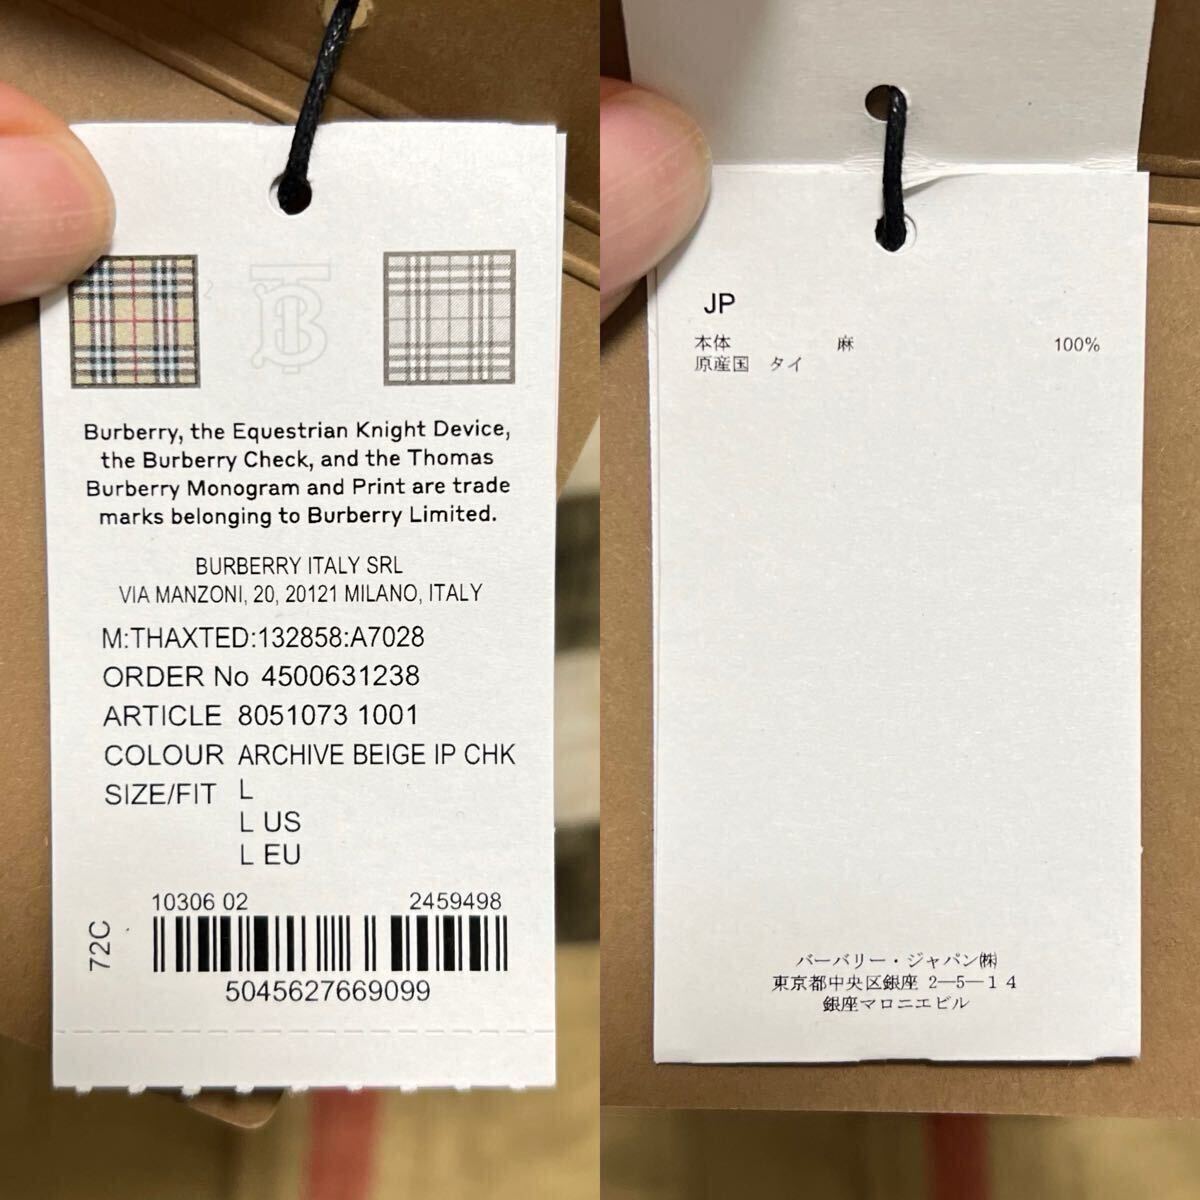 Burberry, the Equestrian Knight Device,
the Burberry Check, and the Thomas
Burberry Monogram and Print are trade
marks belonging to Burberry Limited.
BURBERRY ITALY SRL
VIA MANZONI, 20, 20121 MILANO, ITALY
M:THAXTED:132858:A7028
ORDER No 4500631238
ARTICLE 8051073 1001
COLOUR ARCHIVE BEIGE IP CHK
SIZE/FIT L
L US
L EU
10306 02 2459498
72C
5045627669099
JP
本体 麻 100%
原産国 タイ
バーバリー・ジャパン㈱
東京都中央区銀座 2―5―14
銀座マロニエビル